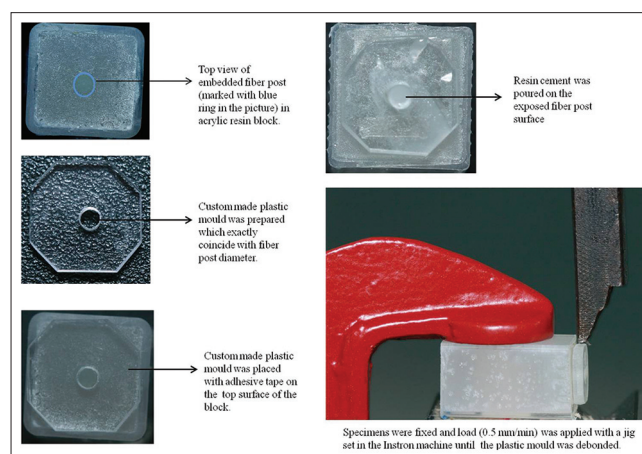 Top view of
embedded fiber post
(marked with blue
ring in the picture) in
acrylic resin block.
Custom made plastic
mould was prepared
which exactly
coincide with fiber
post diameter.
Custom made plastic
mould was placed
with adhesive tape on
the top surface of the
block.
Resin cement was
poured on the
exposed fiber post
surface
Specimens were fixed and load (0.5 mm/min) was applied with a jig
set in the Instron machine until the plastic mould was debonded.